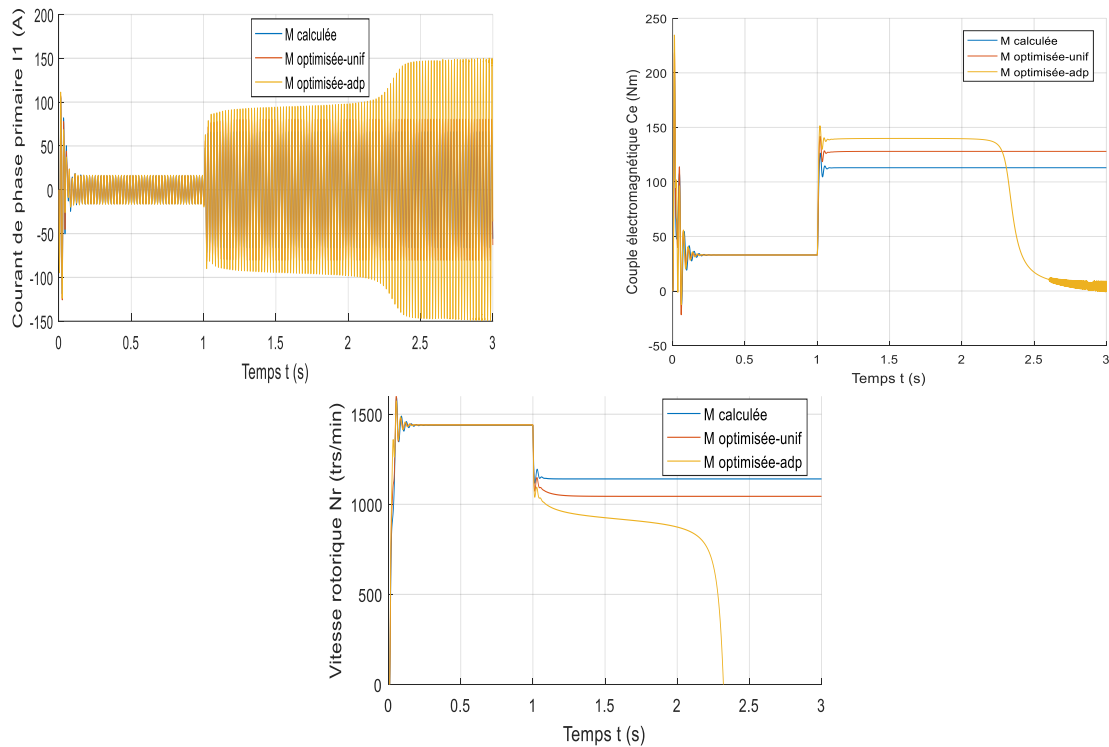 Courant de phase primaire I1 (A)
200
150
100
50
0
-50
-100
-150
0
0.5
1
1.5
2
2.5
3
Temps t (s)
M calculée
M optimisée-unif
M optimisée-adp
Couple électromagnétique Ce (Nm)
250
200
150
100
50
0
-50
0
0.5
1
1.5
2
2.5
3
Temps t (s)
M calculée
M optimisée-unif
M optimisée-adp
Vitesse rotorique Nr (trs/min)
1500
1000
500
0
0
0.5
1
1.5
2
2.5
3
Temps t (s)
M calculée
M optimisée-unif
M optimisée-adp